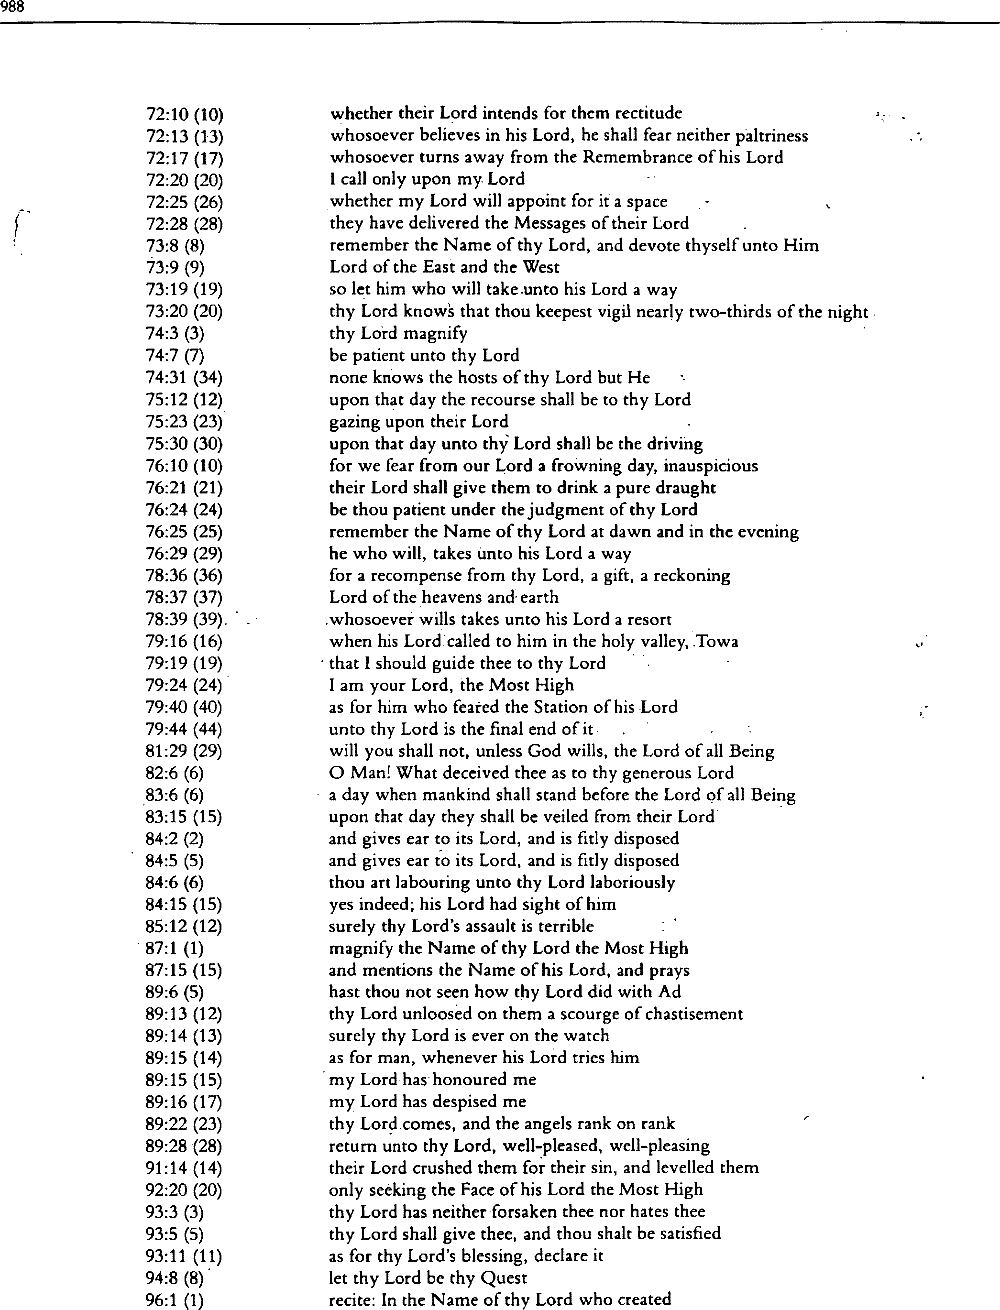 988
72:10 (10) whether their Lord intends for them rectitude
72:13 (13) whosoever believes in his Lord, he shall fear neither paltriness
72:17 (17) whosoever turns away from the Remembrance of his Lord
72:20 (20) I call only upon my Lord
72:25 (26) whether my Lord will appoint for it a space
72:28 (28) they have delivered the Messages of their Lord
73:8 (8) remember the Name of thy Lord, and devote thyself unto Him
73:9 (9) Lord of the East and the West
73:19 (19) so let him who will take unto his Lord a way
73:20 (20) thy Lord knows that thou keepest vigil nearly two-thirds of the night
74:3 (3) thy Lord magnify
74:7 (7) be patient unto thy Lord
74:31 (34) none knows the hosts of thy Lord but He
75:12 (12) upon that day the recourse shall be to thy Lord
75:23 (23) gazing upon their Lord
75:30 (30) upon that day unto thy Lord shall be the driving
76:10 (10) for we fear from our Lord a frowning day, inauspicious
76:21 (21) their Lord shall give them to drink a pure draught
76:24 (24) be thou patient under the judgment of thy Lord
76:25 (25) remember the Name of thy Lord at dawn and in the evening
76:29 (29) he who will, takes unto his Lord a way
78:36 (36) for a recompense from thy Lord, a gift, a reckoning
78:37 (37) Lord of the heavens and earth
78:39 (39) whosoever wills takes unto his Lord a resort
79:16 (16) when his Lord called to him in the holy valley, Towa
79:19 (19) that I should guide thee to thy Lord
79:24 (24) I am your Lord, the Most High
79:40 (40) as for him who feared the Station of his Lord
79:44 (44) unto thy Lord is the final end of it
81:29 (29) will you shall not, unless God wills, the Lord of all Being
82:6 (6) O Man! What deceived thee as to thy generous Lord
83:6 (6) a day when mankind shall stand before the Lord of all Being
83:15 (15) upon that day they shall be veiled from their Lord
84:2 (2) and gives ear to its Lord, and is fitly disposed
84:5 (5) and gives ear to its Lord, and is fitly disposed
84:6 (6) thou art labouring unto thy Lord laboriously
84:15 (15) yes indeed; his Lord had sight of him
85:12 (12) surely thy Lord's assault is terrible
87:1 (1) magnify the Name of thy Lord the Most High
87:15 (15) and mentions the Name of his Lord, and prays
89:6 (5) hast thou not seen how thy Lord did with Ad
89:13 (12) thy Lord unloosed on them a scourge of chastisement
89:14 (13) surely thy Lord is ever on the watch
89:15 (14) as for man, whenever his Lord tries him
89:15 (15) my Lord has honoured me
89:16 (17) my Lord has despised me
89:22 (23) thy Lord comes, and the angels rank on rank
89:28 (28) return unto thy Lord, well-pleased, well-pleasing
91:14 (14) their Lord crushed them for their sin, and levelled them
92:20 (20) only seeking the Face of his Lord the Most High
93:3 (3) thy Lord has neither forsaken thee nor hates thee
93:5 (5) thy Lord shall give thee, and thou shalt be satisfied
93:11 (11) as for thy Lord's blessing, declare it
94:8 (8) let thy Lord be thy Quest
96:1 (1) recite: In the Name of thy Lord who created